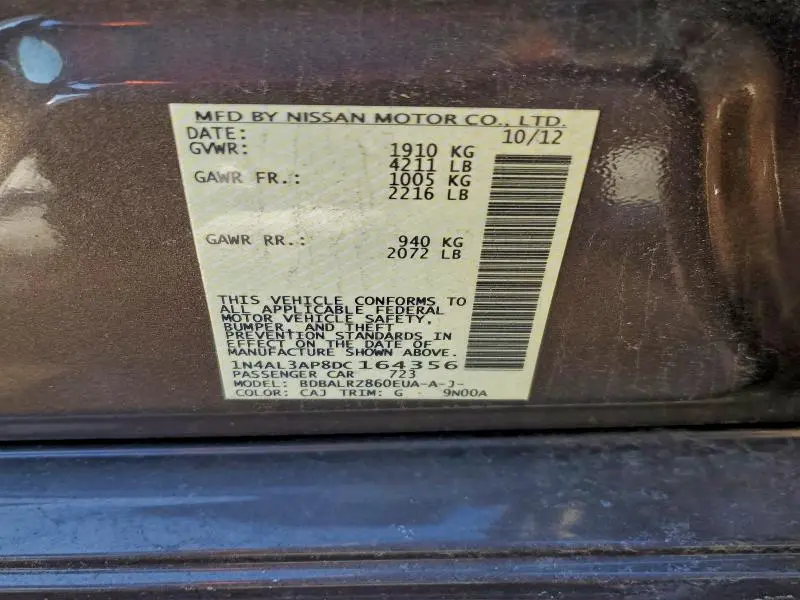 MFD BY NISSAN MOTOR CO., LTD.
DATE: 10/12
GVWR: 1910 KG
4211 LB
GAWR FR.: 1005 KG
2216 LB
GAWR RR.: 940 KG
2072 LB
THIS VEHICLE CONFORMS TO
ALL APPLICABLE FEDERAL
MOTOR VEHICLE SAFETY,
BUMPER, AND THEFT
PREVENTION STANDARDS IN
EFFECT ON THE DATE OF
MANUFACTURE SHOWN ABOVE.
1N4AL3AP8DC164356
PASSENGER CAR 723
MODEL: BDBALRZ860EUA-A-J-
COLOR: CAJ TRIM: G 9N00A